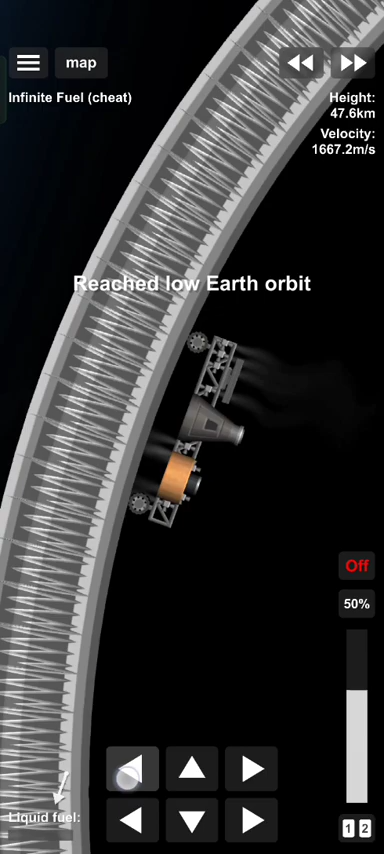 map
Infinite Fuel (cheat)
Height:
47.6km
Velocity:
1667.2m/s
Reached low Earth orbit
Off
50%
Liquid fuel:
1 2